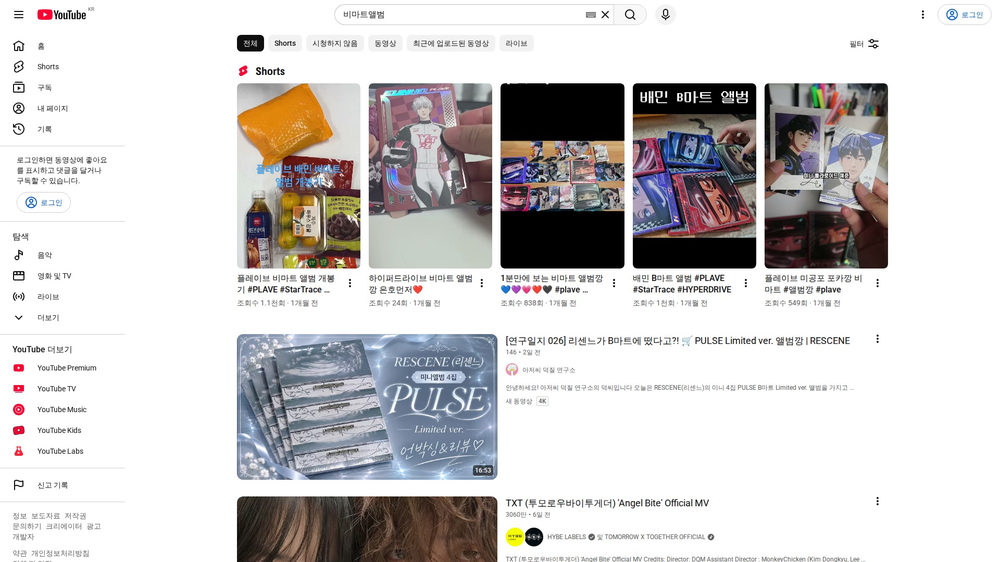 YouTube KR
비마트앨범
로그인
홈
Shorts
구독
내 페이지
기록
로그인하면 동영상에 좋아요
를 표시하고 댓글을 달거나
구독할 수 있습니다.
로그인
탐색
음악
영화 및 TV
라이브
더보기
YouTube 더보기
YouTube Premium
YouTube TV
YouTube Music
YouTube Kids
YouTube Labs
신고 기록
정보 보도자료 저작권
문의하기 크리에이터 광고
개발자
약관 개인정보처리방침
전체
Shorts
시청하지 않음
동영상
최근에 업로드된 동영상
라이브
필터
Shorts
플레이브 배민 비마트
배민 B마트 앨범
플레이브 비마트 앨범 개봉
기 #PLAVE #StarTrace ...
조회수 1.1천회 · 1개월 전
하이퍼드라이브 비마트 앨범
깡 은호먼저❤️
조회수 24회 · 1개월 전
1분만에 보는 비마트 앨범깡
💙💜💗❤️🖤 #plave ...
조회수 838회 · 1개월 전
배민 B마트 앨범 #PLAVE
#StarTrace #HYPERDRIVE
조회수 1천회 · 1개월 전
플레이브 미공포 포카깡 비
마트 #앨범깡 #plave
조회수 549회 · 1개월 전
RESCENE (리센느)
미니앨범 4집
PULSE
Limited ver.
언박싱&리뷰♡
16:53
[연구일지 026] 리센느가 B마트에 떴다고?! 🛒 PULSE Limited ver. 앨범깡 | RESCENE
146 • 2일 전
아저씨 덕질 연구소
안녕하세요! 아저씨 덕질 연구소의 덕씨입니다 오늘은 RESCENE(리센느)의 미니 4집 PULSE B마트 Limited ver. 앨범을 가지고 ...
새 동영상 4K
TXT (투모로우바이투게더) 'Angel Bite' Official MV
3060만 • 6일 전
HYBE LABELS 및 TOMORROW X TOGETHER OFFICIAL
TXT (투모로우바이투게더) 'Angel Bite' Official MV Credits: Director: DQM Assistant Director : MonkeyChicken (Kim Dongkyu, Lee ...